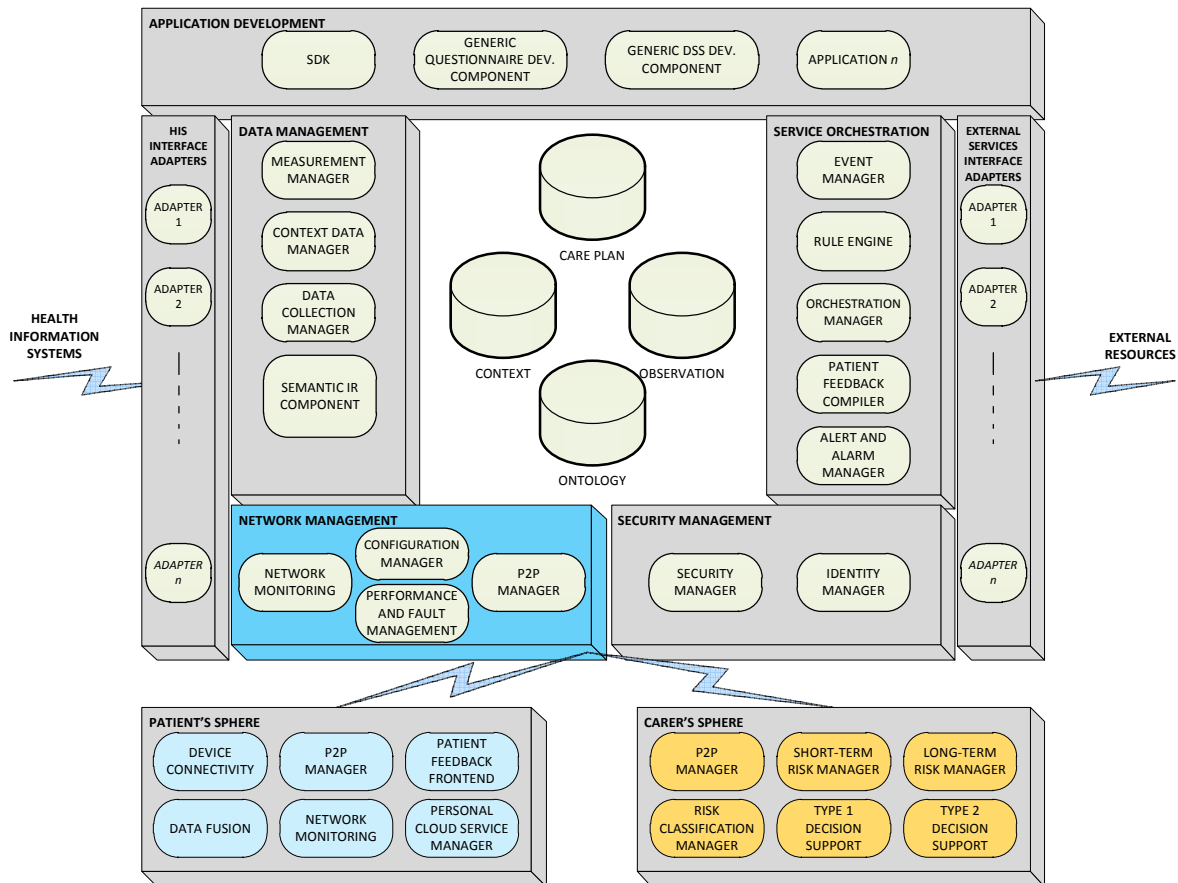 APPLICATION DEVELOPMENT
SDK
GENERIC
QUESTIONNAIRE DEV.
COMPONENT
GENERIC DSS DEV.
COMPONENT
APPLICATION n
HIS
INTERFACE
ADAPTERS
ADAPTER
1
ADAPTER
2
ADAPTER
n
DATA MANAGEMENT
MEASUREMENT
MANAGER
CONTEXT DATA
MANAGER
DATA
COLLECTION
MANAGER
SEMANTIC IR
COMPONENT
CARE PLAN
CONTEXT
OBSERVATION
ONTOLOGY
SERVICE ORCHESTRATION
EVENT
MANAGER
RULE ENGINE
ORCHESTRATION
MANAGER
PATIENT
FEEDBACK
COMPILER
ALERT AND
ALARM
MANAGER
EXTERNAL
SERVICES
INTERFACE
ADAPTERS
ADAPTER
1
ADAPTER
2
ADAPTER
n
HEALTH
INFORMATION
SYSTEMS
EXTERNAL
RESOURCES
NETWORK MANAGEMENT
NETWORK
MONITORING
CONFIGURATION
MANAGER
PERFORMANCE
AND FAULT
MANAGEMENT
P2P
MANAGER
SECURITY MANAGEMENT
SECURITY
MANAGER
IDENTITY
MANAGER
PATIENT'S SPHERE
DEVICE
CONNECTIVITY
P2P
MANAGER
PATIENT
FEEDBACK
FRONTEND
DATA FUSION
NETWORK
MONITORING
PERSONAL
CLOUD SERVICE
MANAGER
CARER'S SPHERE
P2P
MANAGER
SHORT-TERM
RISK MANAGER
LONG-TERM
RISK MANAGER
RISK
CLASSIFICATION
MANAGER
TYPE 1
DECISION
SUPPORT
TYPE 2
DECISION
SUPPORT